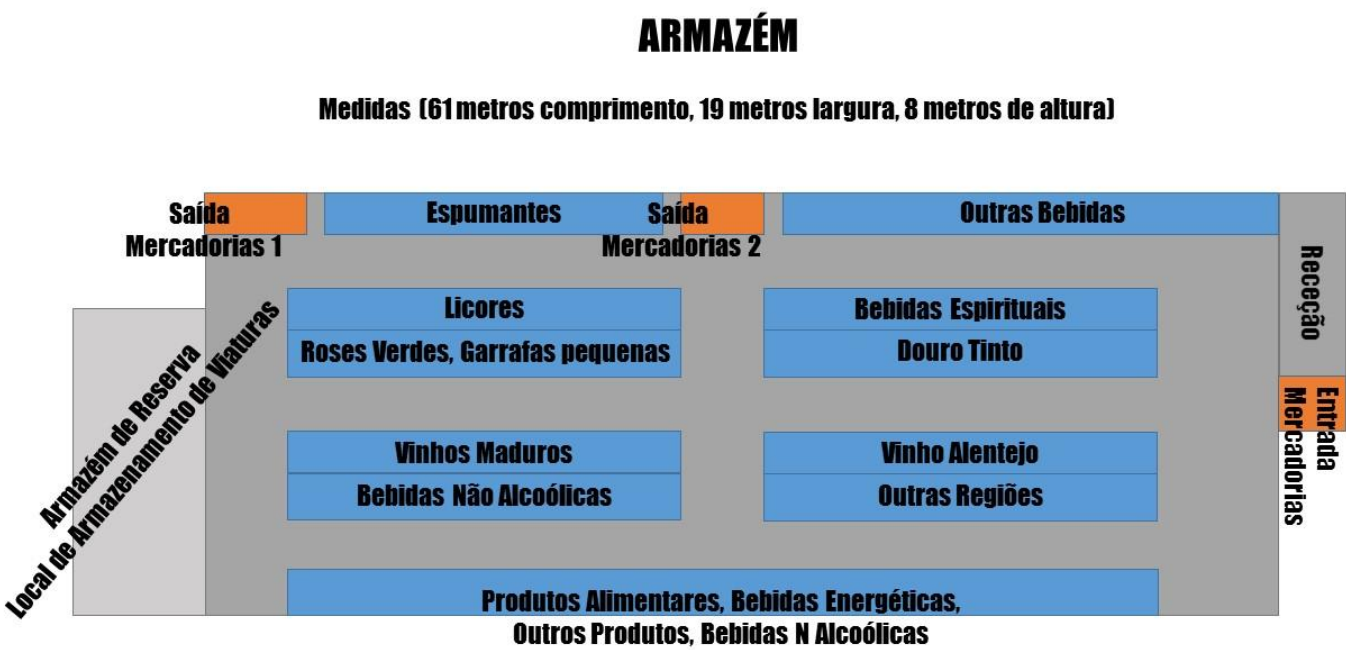 ARMAZÉM
Medidas (61 metros comprimento, 19 metros largura, 8 metros de altura)
Saída
Mercadorias 1
Espumantes
Saída
Mercadorias 2
Outras Bebidas
Receção
Licores
Roses Verdes, Garrafas pequenas
Bebidas Espirituais
Douro Tinto
Entrada
Mercadorias
Armazém de Reserva
Local de Armazenamento de Viaturas
Vinhos Maduros
Bebidas Não Alcoólicas
Vinho Alentejo
Outras Regiões
Produtos Alimentares, Bebidas Energéticas,
Outros Produtos, Bebidas N Alcoólicas